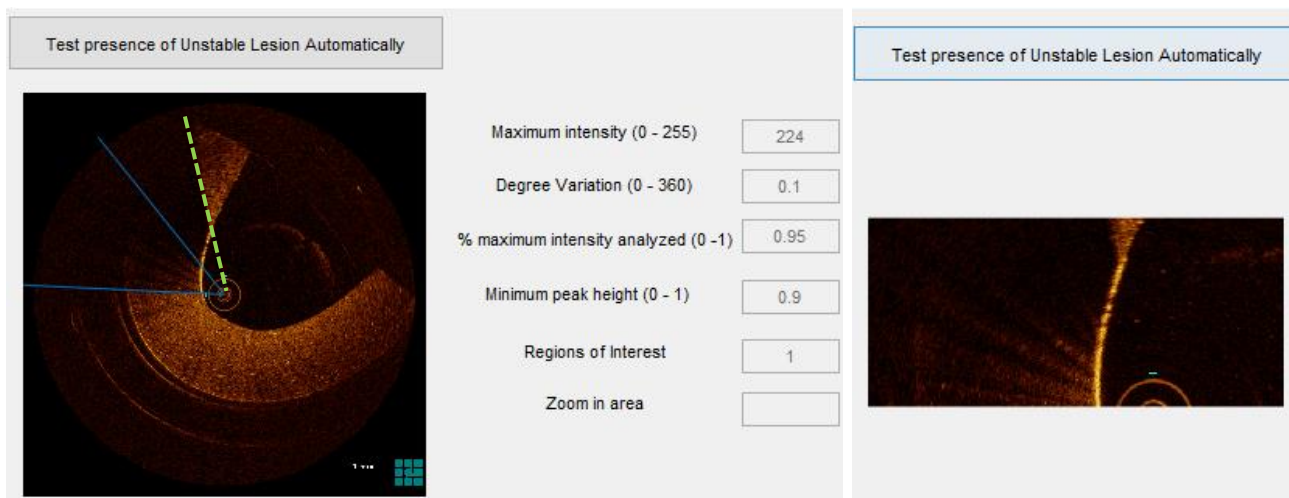 Test presence of Unstable Lesion Automatically
Maximum intensity (0 - 255)
224
Degree Variation (0 - 360)
0.1
% maximum intensity analyzed (0 -1)
0.95
Minimum peak height (0 - 1)
0.9
Regions of Interest
1
Zoom in area
Test presence of Unstable Lesion Automatically